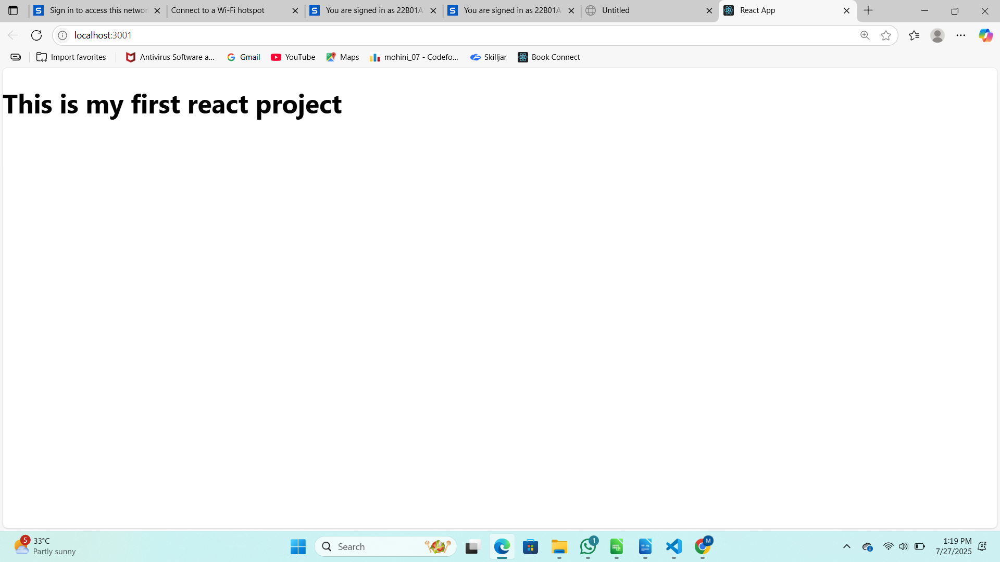 Sign in to access this networ
Connect to a Wi-Fi hotspot
You are signed in as 22B01A
You are signed in as 22B01A
Untitled
React App
localhost:3001
Import favorites
Antivirus Software a...
Gmail
YouTube
Maps
mohini_07 - Codefo...
Skilljar
Book Connect
This is my first react project
5
33°C
Partly sunny
Search
1
M
1:19 PM
7/27/2025